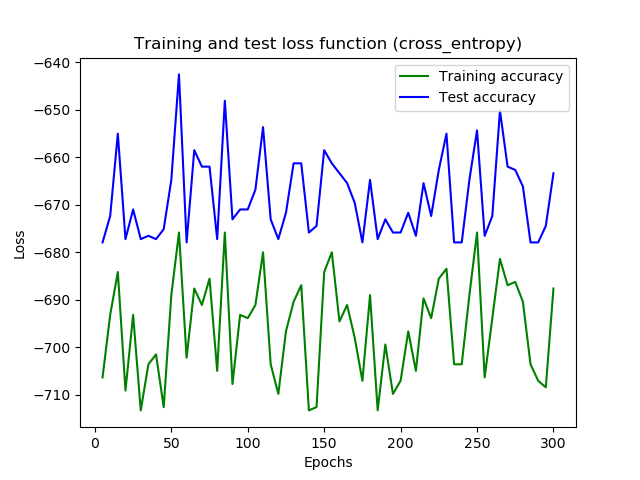 Training and test loss function (cross_entropy)
Training accuracy
Test accuracy
Loss
−640
−650
−660
−670
−680
−690
−700
−710
0 50 100 150 200 250 300
Epochs